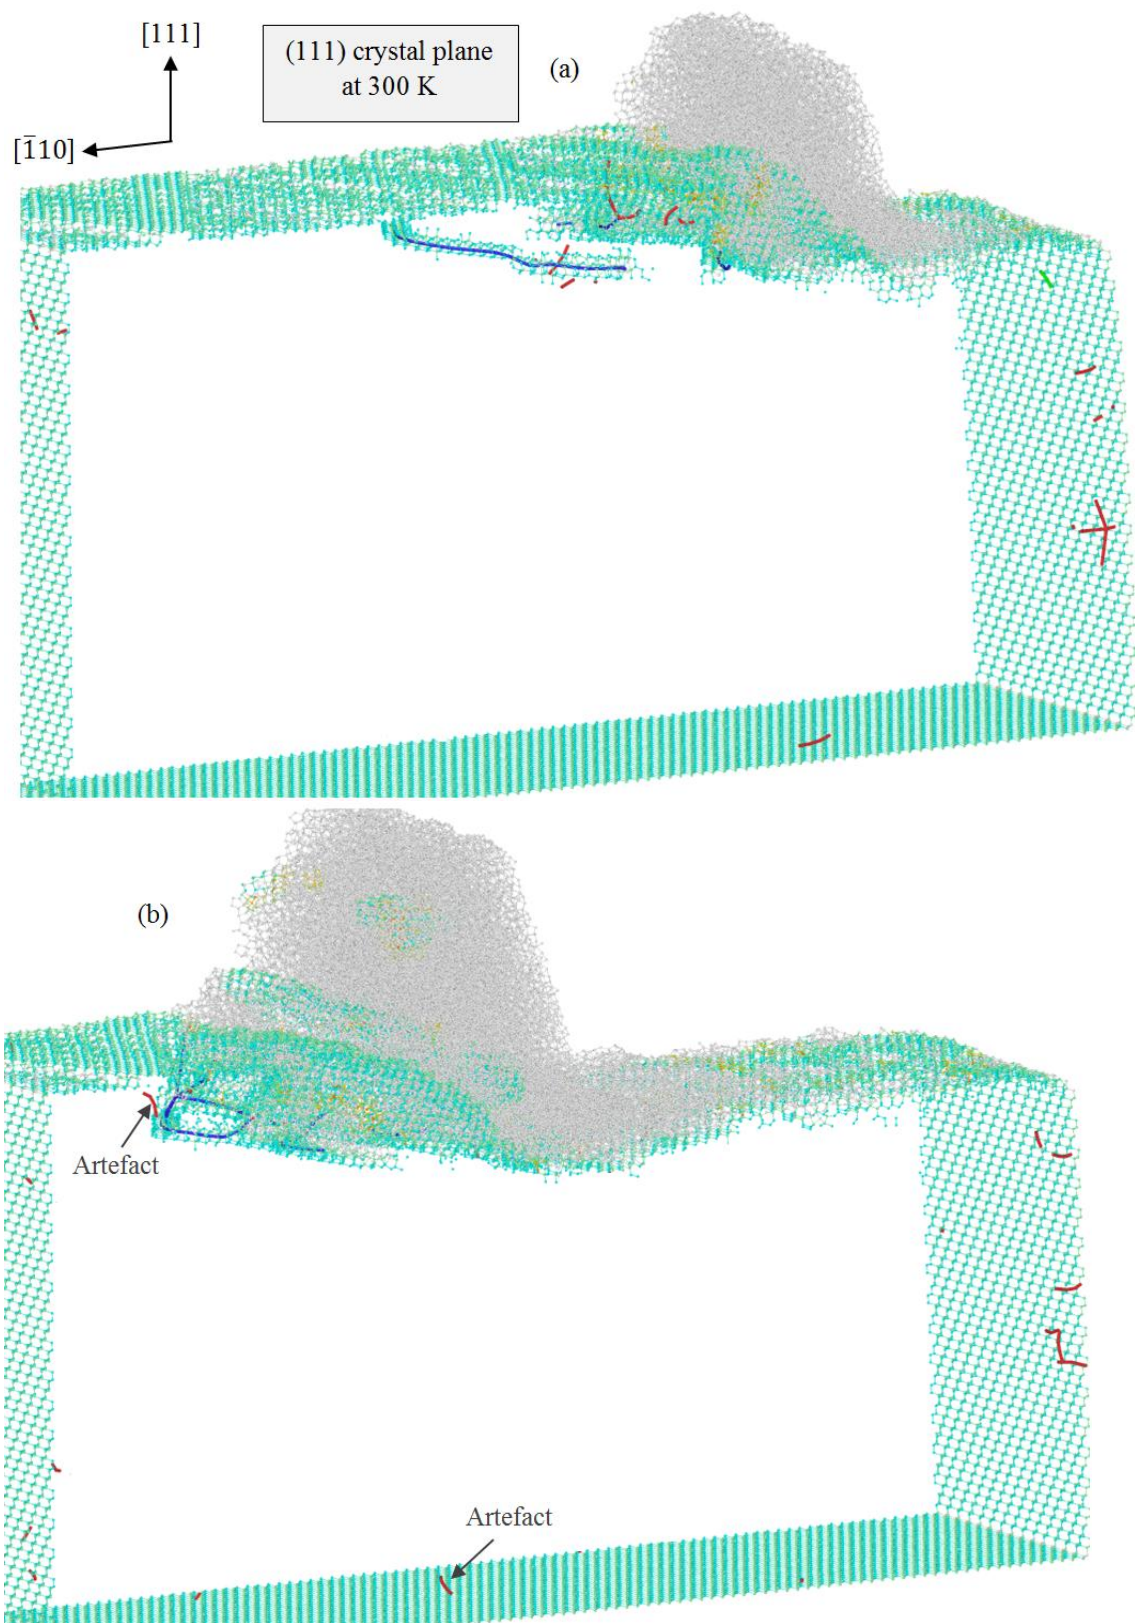 [111]
(111) crystal plane
at 300 K
(a)
[1̄10]
(b)
Artefact
Artefact